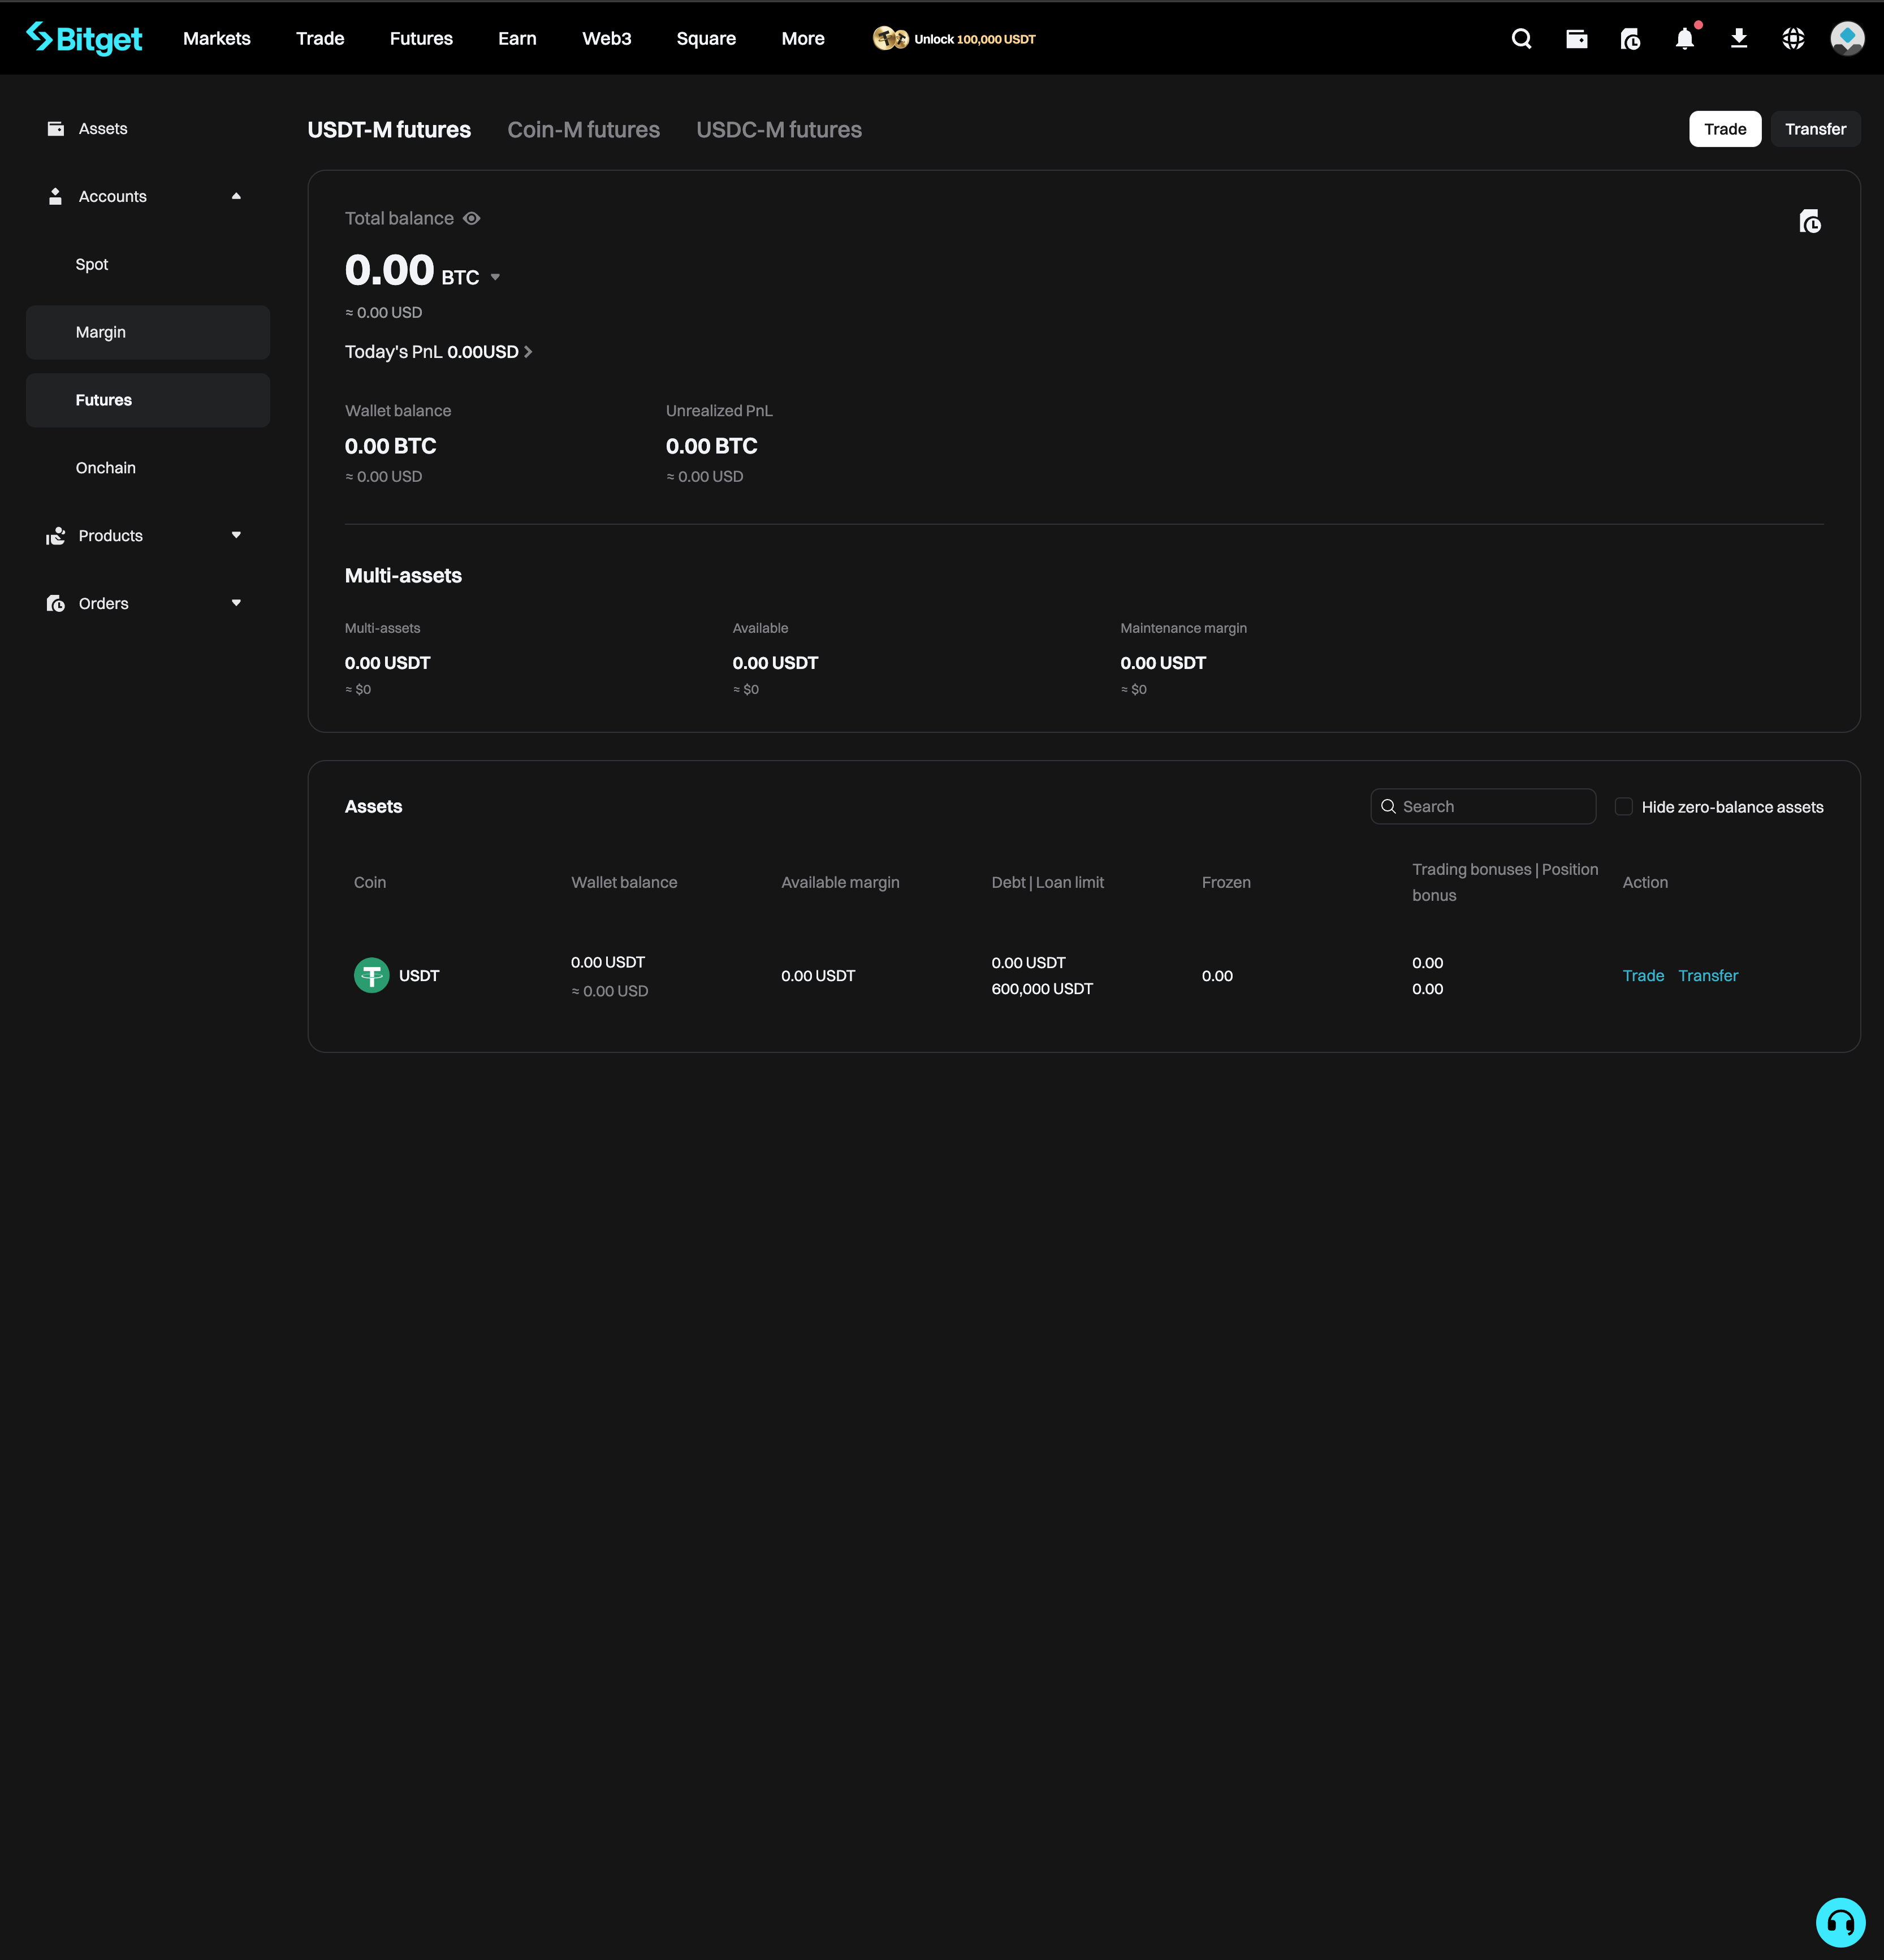 Bitget Markets Trade Futures Earn Web3 Square More Unlock 100,000 USDT
Assets
Accounts
Spot
Margin
Futures
Onchain
Products
Orders
USDT-M futures Coin-M futures USDC-M futures Trade Transfer
Total balance
0.00 BTC
≈ 0.00 USD
Today's PnL 0.00USD
Wallet balance Unrealized PnL
0.00 BTC 0.00 BTC
≈ 0.00 USD ≈ 0.00 USD
Multi-assets
Multi-assets Available Maintenance margin
0.00 USDT 0.00 USDT 0.00 USDT
≈ $0 ≈ $0 ≈ $0
Assets Search Hide zero-balance assets
Coin Wallet balance Available margin Debt | Loan limit Frozen Trading bonuses | Position bonus Action
USDT
0.00 USDT
≈ 0.00 USD
0.00 USDT
0.00 USDT
600,000 USDT
0.00
0.00
0.00
Trade Transfer